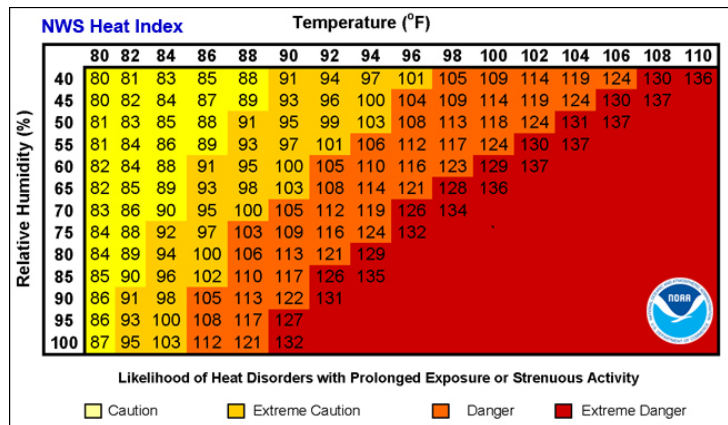 NWS Heat Index Temperature (°F)
80 82 84 86 88 90 92 94 96 98 100 102 104 106 108 110
Relative Humidity (%)
40 80 81 83 85 88 91 94 97 101 105 109 114 119 124 130 136
45 80 82 84 87 89 93 96 100 104 109 114 119 124 130 137
50 81 83 85 88 91 95 99 103 108 113 118 124 131 137
55 81 84 86 89 93 97 101 106 112 117 124 130 137
60 82 84 88 91 95 100 105 110 116 123 129 137
65 82 85 89 93 98 103 108 114 121 128 136
70 83 86 90 95 100 105 112 119 126 134
75 84 88 92 97 103 109 116 124 132
80 84 89 94 100 106 113 121 129
85 85 90 96 102 110 117 126 135
90 86 91 98 105 113 122 131
95 86 93 100 108 117 127
100 87 95 103 112 121 132
NOAA
Likelihood of Heat Disorders with Prolonged Exposure or Strenuous Activity
Caution Extreme Caution Danger Extreme Danger